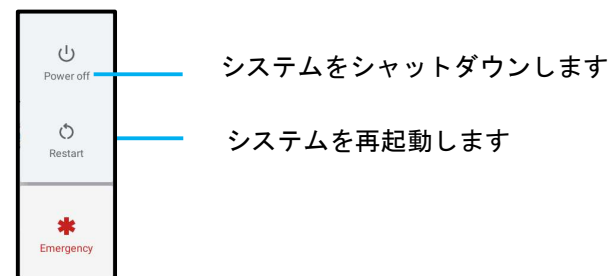 Power off
システムをシャットダウンします
Restart
システムを再起動します
Emergency